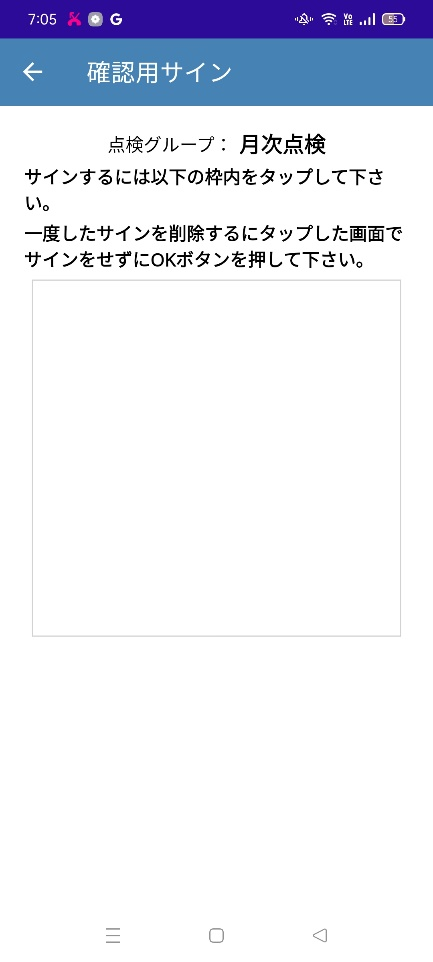 7:05
G
Vo
LTE
55
確認用サイン
点検グループ： 月次点検
サインするには以下の枠内をタップして下さ
い。
一度したサインを削除するにタップした画面で
サインをせずにOKボタンを押して下さい。